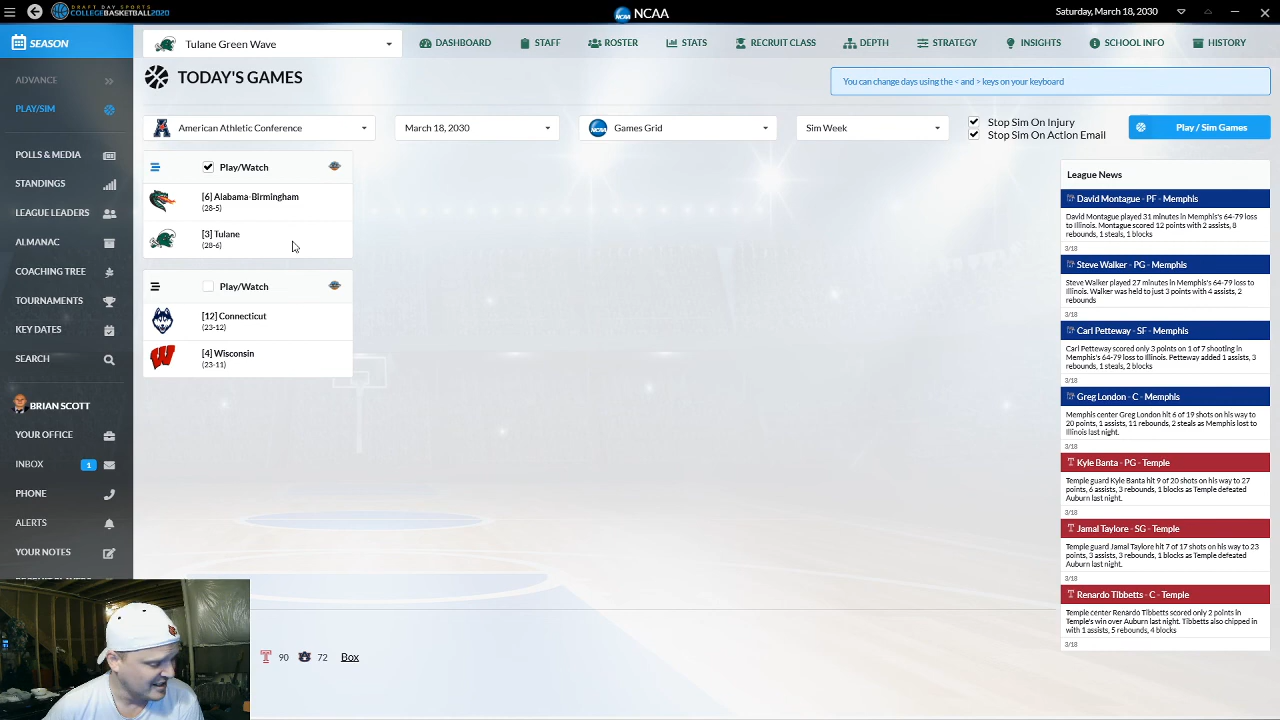 DRAFT DAY SPORTS
COLLEGE BASKETBALL 2020
NCAA
Saturday, March 18, 2030
SEASON
Tulane Green Wave
DASHBOARD
STAFF
ROSTER
STATS
RECRUIT CLASS
DEPTH
STRATEGY
INSIGHTS
SCHOOL INFO
HISTORY
ADVANCE
PLAY/SIM
POLLS & MEDIA
STANDINGS
LEAGUE LEADERS
ALMANAC
COACHING TREE
TOURNAMENTS
KEY DATES
SEARCH
BRIAN SCOTT
YOUR OFFICE
INBOX 1
PHONE
ALERTS
YOUR NOTES
TODAY'S GAMES
You can change days using the < and > keys on your keyboard
American Athletic Conference
March 18, 2030
Games Grid
Sim Week
Stop Sim On Injury
Stop Sim On Action Email
Play / Sim Games
Play/Watch
[6] Alabama-Birmingham
(28-5)
[3] Tulane
(28-6)
Play/Watch
[12] Connecticut
(23-12)
[4] Wisconsin
(23-11)
90 72 Box
League News
David Montague - PF - Memphis
David Montague played 31 minutes in Memphis's 64-79 loss
to Illinois. Montague scored 12 points with 2 assists, 8
rebounds, 1 steals, 1 blocks
3/18
Steve Walker - PG - Memphis
Steve Walker played 27 minutes in Memphis's 64-79 loss to
Illinois. Walker was held to just 3 points with 4 assists, 2
rebounds
3/18
Carl Petteway - SF - Memphis
Carl Petteway scored only 3 points on 1 of 7 shooting in
Memphis's 64-79 loss to Illinois. Petteway added 1 assists, 3
rebounds, 1 steals, 2 blocks
3/18
Greg London - C - Memphis
Memphis center Greg London hit 6 of 19 shots on his way to
20 points, 1 assists, 11 rebounds, 2 steals as Memphis lost to
Illinois last night.
3/18
Kyle Banta - PG - Temple
Temple guard Kyle Banta hit 9 of 20 shots on his way to 27
points, 6 assists, 3 rebounds, 1 blocks as Temple defeated
Auburn last night.
3/18
Jamal Taylore - SG - Temple
Temple guard Jamal Taylore hit 7 of 17 shots on his way to 23
points, 3 assists, 3 rebounds, 1 blocks as Temple defeated
Auburn last night.
3/18
Renardo Tibbetts - C - Temple
Temple center Renardo Tibbetts scored only 2 points in
Temple's win over Auburn last night. Tibbetts also chipped in
with 1 assists, 5 rebounds, 4 blocks
3/18